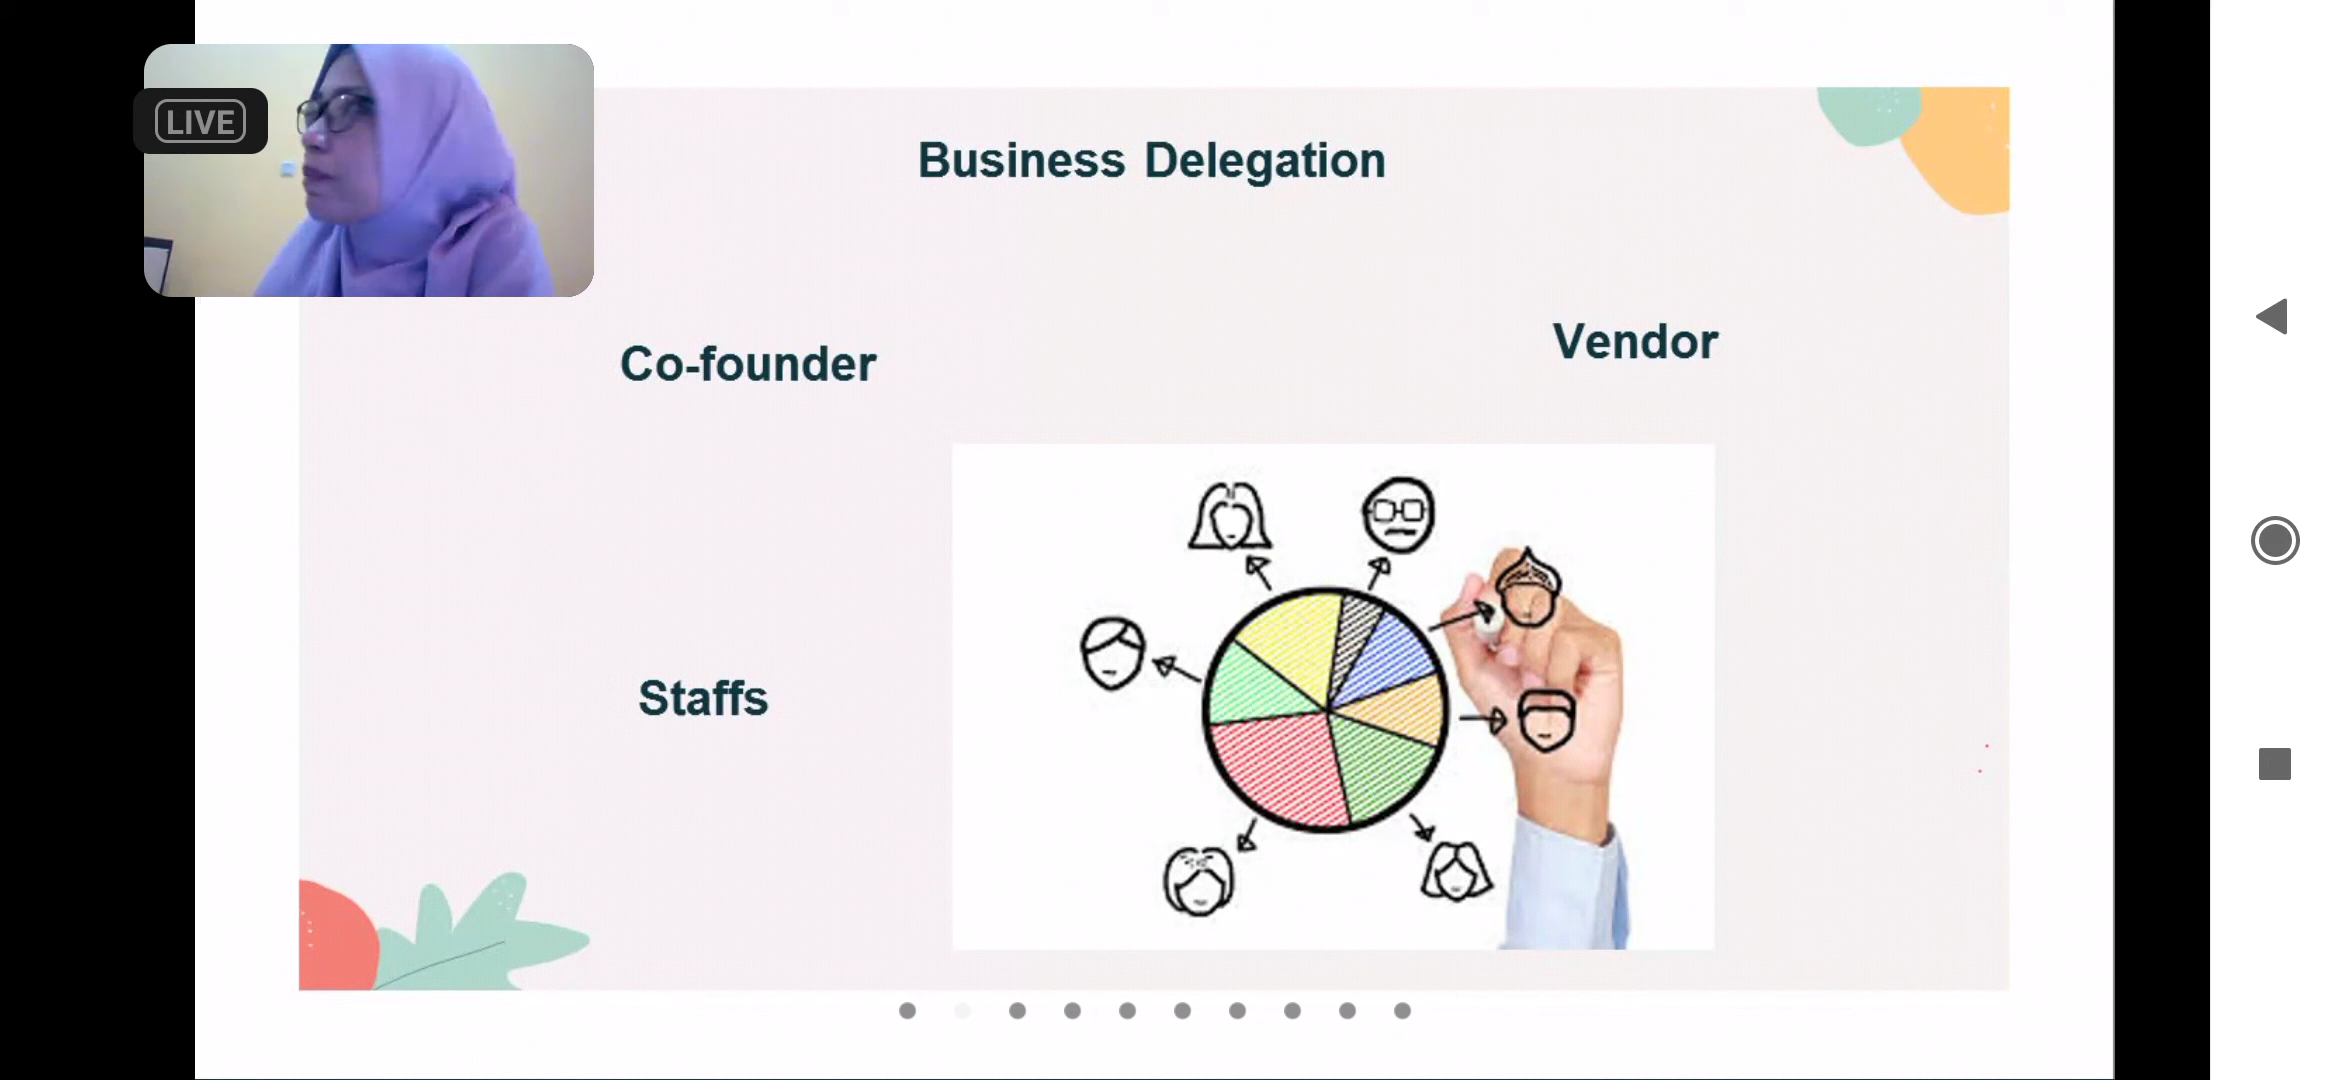 LIVE
Business Delegation
Co-founder
Vendor
Staffs